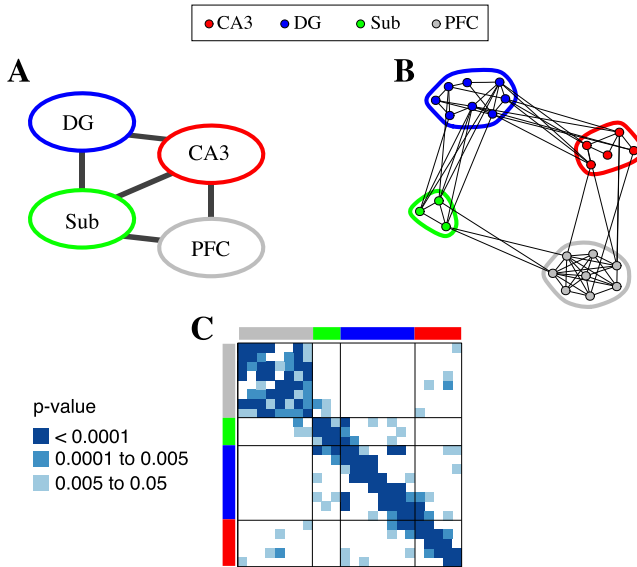 CA3 DG Sub PFC
A
B
DG
CA3
Sub
PFC
C
p-value
< 0.0001
0.0001 to 0.005
0.005 to 0.05